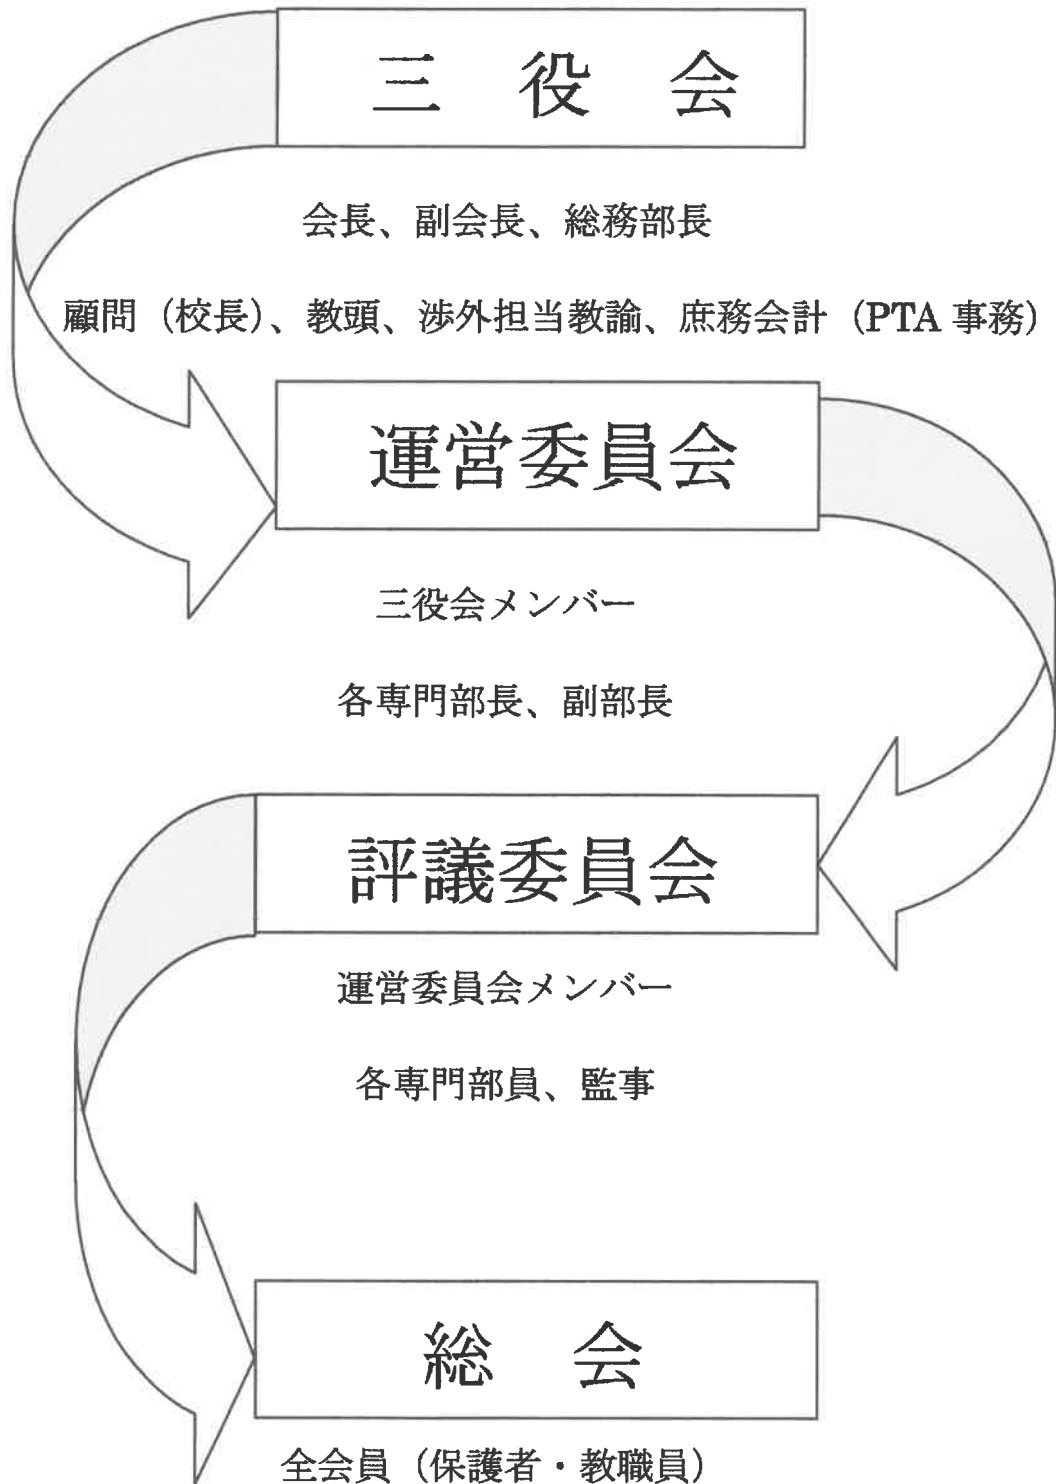 三 役 会
会長、副会長、総務部長
顧問（校長）、教頭、渉外担当教諭、庶務会計（PTA 事務）
運営委員会
三役会メンバー
各専門部長、副部長
評議委員会
運営委員会メンバー
各専門部員、監事
総 会
全会員（保護者・教職員）